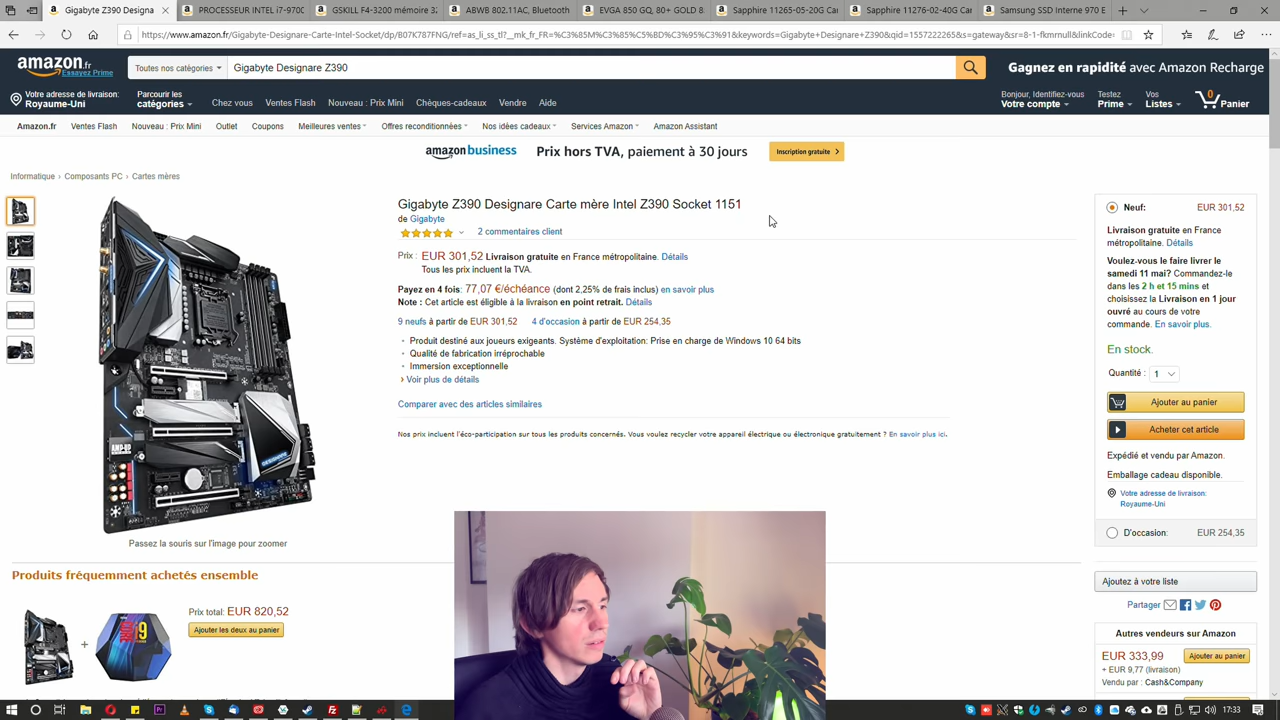 Gigabyte Z390 Designa
PROCESSEUR INTEL i7-9700
GSKILL F4-3200 mémoire 32
ABWB 802.11AC, Bluetooth
EVGA 850 GQ, 80+ GOLD 8
Sapphire 11265-05-20G Car
Sapphire 11276-02-40G Car
Samsung SSD Interne 970 E
amazon.fr
Essayez Prime
Toutes nos catégories
Gigabyte Designare Z390
Gagnez en rapidité avec Amazon Recharge
Votre adresse de livraison:
Royaume-Uni
Parcourir les
catégories
Chez vous
Ventes Flash
Nouveau : Prix Mini
Chèques-cadeaux
Vendre
Aide
Bonjour, Identifiez-vous
Votre compte
Testez
Prime
Vos
Listes
0
Panier
Amazon.fr
Ventes Flash
Nouveau : Prix Mini
Outlet
Coupons
Meilleures ventes
Offres reconditionnées
Nos idées cadeaux
Services Amazon
Amazon Assistant
amazon business
Prix hors TVA, paiement à 30 jours
Inscription gratuite
Informatique › Composants PC › Cartes mères
Gigabyte Z390 Designare Carte mère Intel Z390 Socket 1151
de Gigabyte
2 commentaires client
Prix : EUR 301,52 Livraison gratuite en France métropolitaine. Détails
Tous les prix incluent la TVA.
Payez en 4 fois: 77,07 €/échéance (dont 2,25% de frais inclus) en savoir plus
Note : Cet article est éligible à la livraison en point retrait. Détails
9 neufs à partir de EUR 301,52 4 d'occasion à partir de EUR 254,35
Produit destiné aux joueurs exigeants. Système d'exploitation: Prise en charge de Windows 10 64 bits
Qualité de fabrication irréprochable
Immersion exceptionnelle
› Voir plus de détails
Comparer avec des articles similaires
Nos prix incluent l'éco-participation sur tous les produits concernés. Vous voulez recycler votre appareil électrique ou électronique gratuitement ? En savoir plus ici.
Passez la souris sur l'image pour zoomer
Neuf: EUR 301,52
Livraison gratuite en France
métropolitaine. Détails
Voulez-vous le faire livrer le
samedi 11 mai? Commandez-le
dans les 2 h et 15 mins et
choisissez la Livraison en 1 jour
ouvré au cours de votre
commande. En savoir plus.
En stock.
Quantité : 1
Ajouter au panier
Acheter cet article
Expédié et vendu par Amazon.
Emballage cadeau disponible.
Votre adresse de livraison:
Royaume-Uni
D'occasion: EUR 254,35
Ajoutez à votre liste
Partager
Autres vendeurs sur Amazon
EUR 333,99
Ajouter au panier
+ EUR 9,77 (livraison)
Vendu par : Cash&Company
Produits fréquemment achetés ensemble
Prix total: EUR 820,52
Ajouter les deux au panier
+
i9
17:33